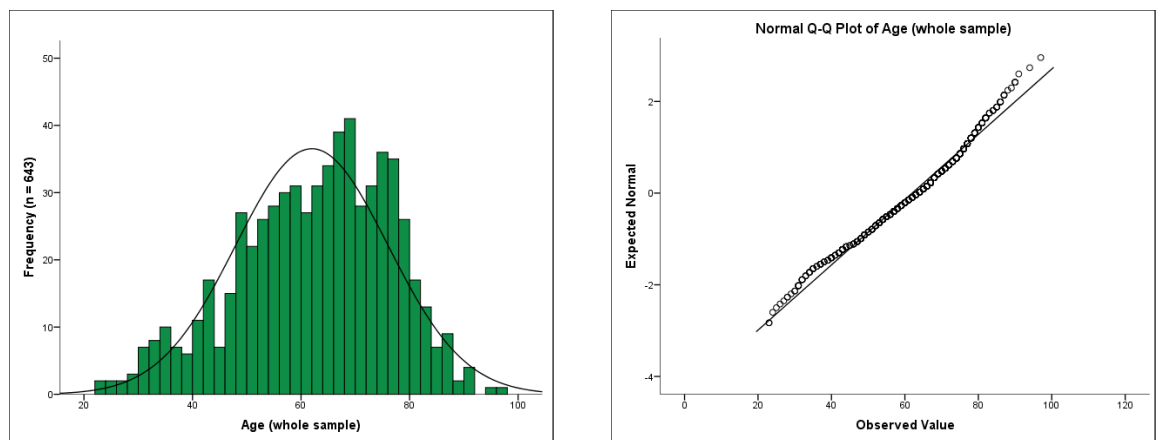 50
40
30
20
10
0
Frequency (n = 643)
20 40 60 80 100
Age (whole sample)
Normal Q-Q Plot of Age (whole sample)
2
0
-2
-4
Expected Normal
0 20 40 60 80 100 120
Observed Value